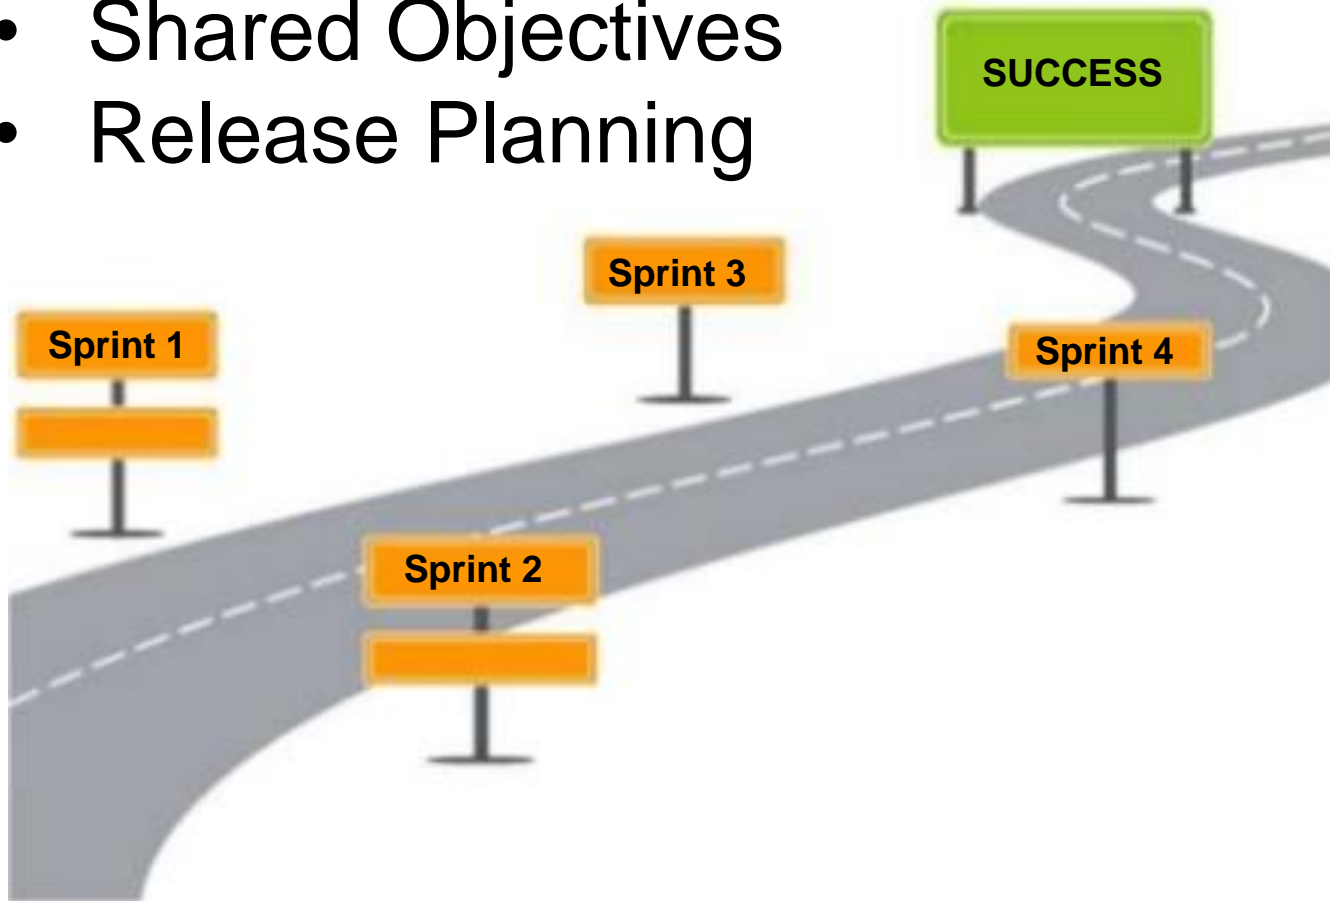 • Shared Objectives
• Release Planning
SUCCESS
Sprint 3
Sprint 1
Sprint 4
Sprint 2